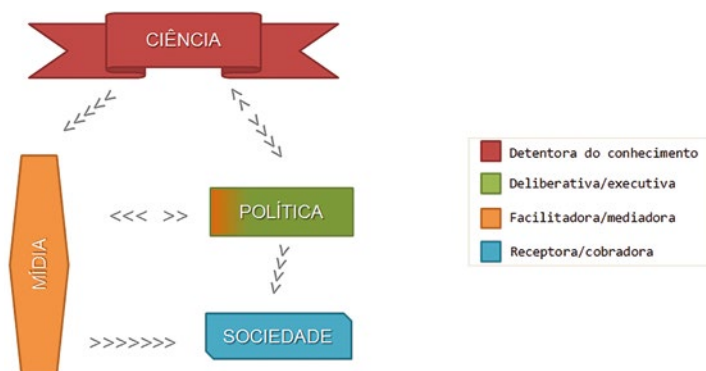 CIÊNCIA
<<<<<<
<<
>>>>>
MÍDIA
<<< >>
POLÍTICA
>>>>>
>>>>>>>
SOCIEDADE
Detentora do conhecimento
Deliberativa/executiva
Facilitadora/mediadora
Receptora/cobradora